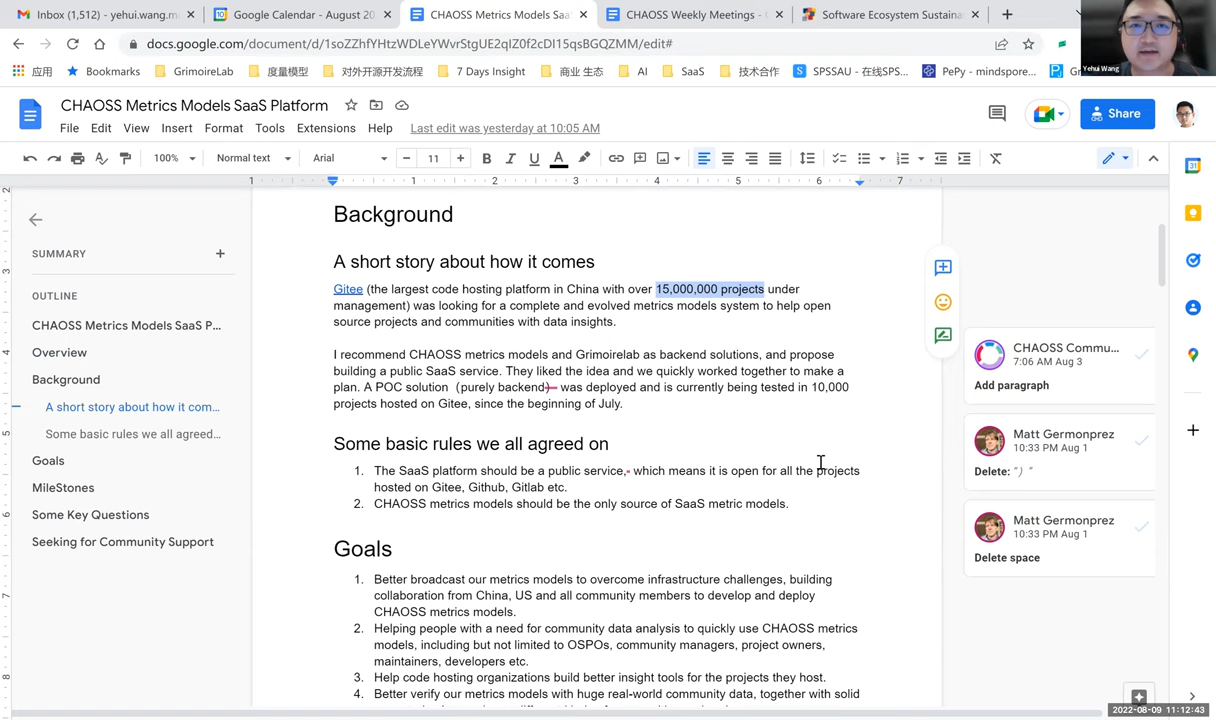 Inbox (1,512) - yehui.wang.m
Google Calendar - August 20
CHAOSS Metrics Models Saa
CHAOSS Weekly Meetings -
Software Ecosystem Sustaina
docs.google.com/document/d/1soZZhfYHtzWDLeYWvrStgUE2qIZ0f2cDI15qsBGQZMM/edit#
应用
Bookmarks
GrimoireLab
度量模型
对外开源开发流程
7 Days Insight
商业 生态
AI
SaaS
技术合作
SPSSAU - 在线SPS...
PePy - mindspore...
Yehui Wang
CHAOSS Metrics Models SaaS Platform
File Edit View Insert Format Tools Extensions Help Last edit was yesterday at 10:05 AM
Share
100%
Normal text
Arial
11
B I U A
1 1 2 3 4 5 6 7
2
3
4
5
6
7
8
SUMMARY
OUTLINE
CHAOSS Metrics Models SaaS P...
Overview
Background
A short story about how it com...
Some basic rules we all agreed...
Goals
MileStones
Some Key Questions
Seeking for Community Support
Background
A short story about how it comes
Gitee (the largest code hosting platform in China with over 15,000,000 projects under
management) was looking for a complete and evolved metrics models system to help open
source projects and communities with data insights.
I recommend CHAOSS metrics models and Grimoirelab as backend solutions, and propose
building a public SaaS service. They liked the idea and we quickly worked together to make a
plan. A POC solution（purely backend) was deployed and is currently being tested in 10,000
projects hosted on Gitee, since the beginning of July.
Some basic rules we all agreed on
1. The SaaS platform should be a public service, which means it is open for all the projects
hosted on Gitee, Github, Gitlab etc.
2. CHAOSS metrics models should be the only source of SaaS metric models.
Goals
1. Better broadcast our metrics models to overcome infrastructure challenges, building
collaboration from China, US and all community members to develop and deploy
CHAOSS metrics models.
2. Helping people with a need for community data analysis to quickly use CHAOSS metrics
models, including but not limited to OSPOs, community managers, project owners,
maintainers, developers etc.
3. Help code hosting organizations build better insight tools for the projects they host.
4. Better verify our metrics models with huge real-world community data, together with solid
CHAOSS Commu...
7:06 AM Aug 3
Add paragraph
Matt Germonprez
10:33 PM Aug 1
Delete: ") "
Matt Germonprez
10:33 PM Aug 1
Delete space
31
2022-08-09 11:12:43